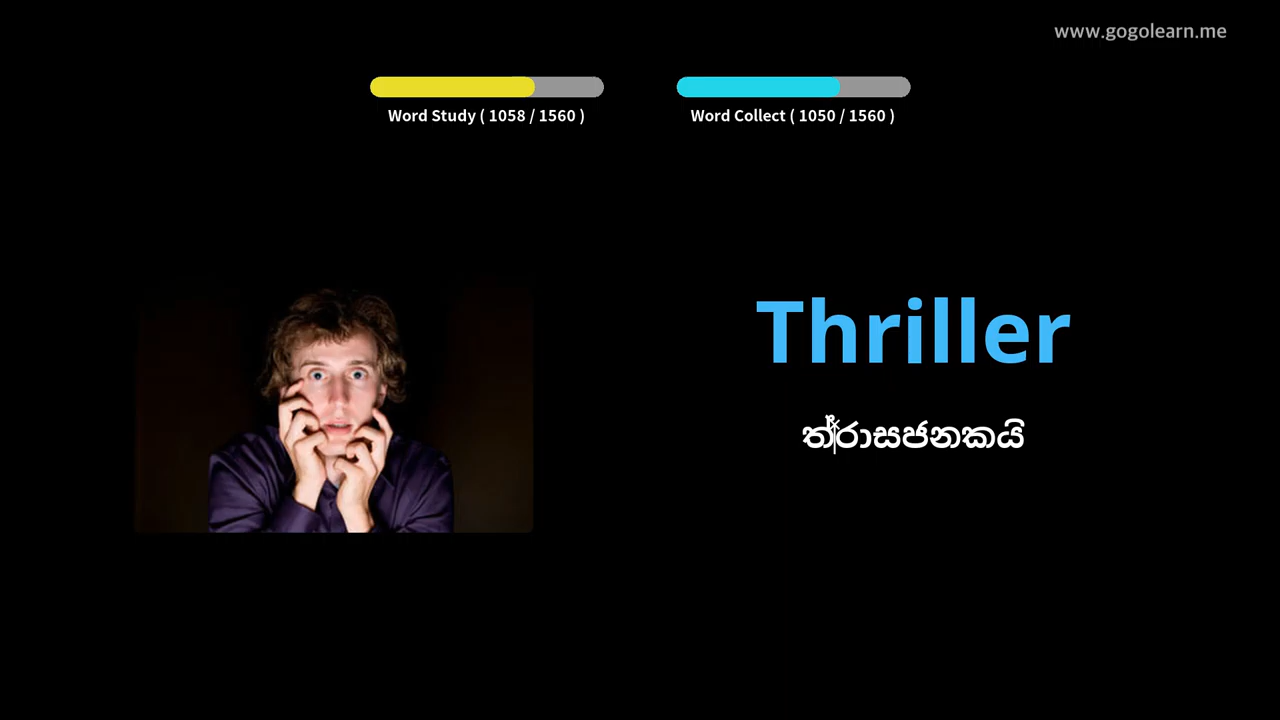 www.gogolearn.me
Word Study ( 1058 / 1560 )
Word Collect ( 1050 / 1560 )
Thriller
ත්‍රාසජනකයි